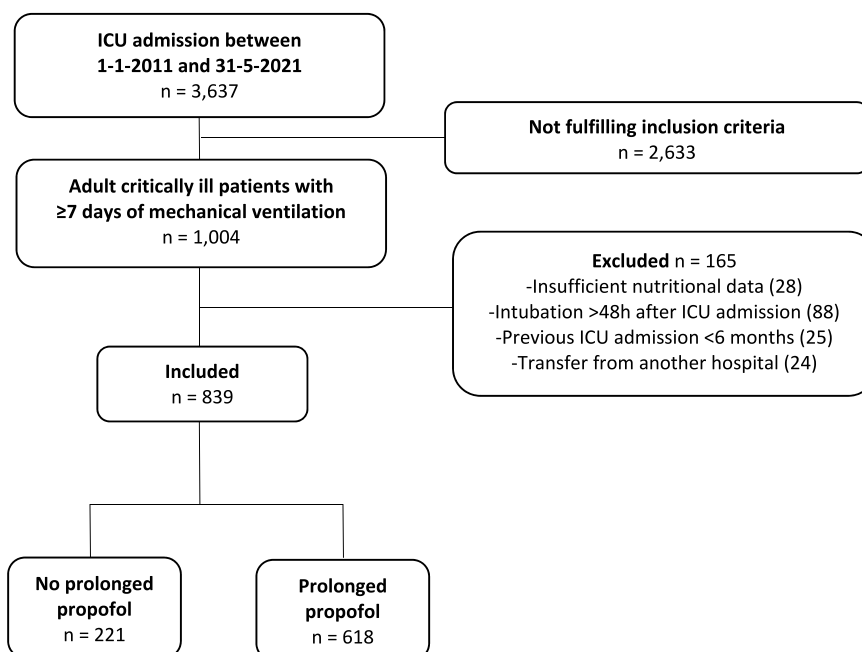 ICU admission between
1-1-2011 and 31-5-2021
n = 3,637
Not fulfilling inclusion criteria
n = 2,633
Adult critically ill patients with
≥7 days of mechanical ventilation
n = 1,004
Excluded n = 165
-Insufficient nutritional data (28)
-Intubation >48h after ICU admission (88)
-Previous ICU admission <6 months (25)
-Transfer from another hospital (24)
Included
n = 839
No prolonged
propofol
n = 221
Prolonged
propofol
n = 618